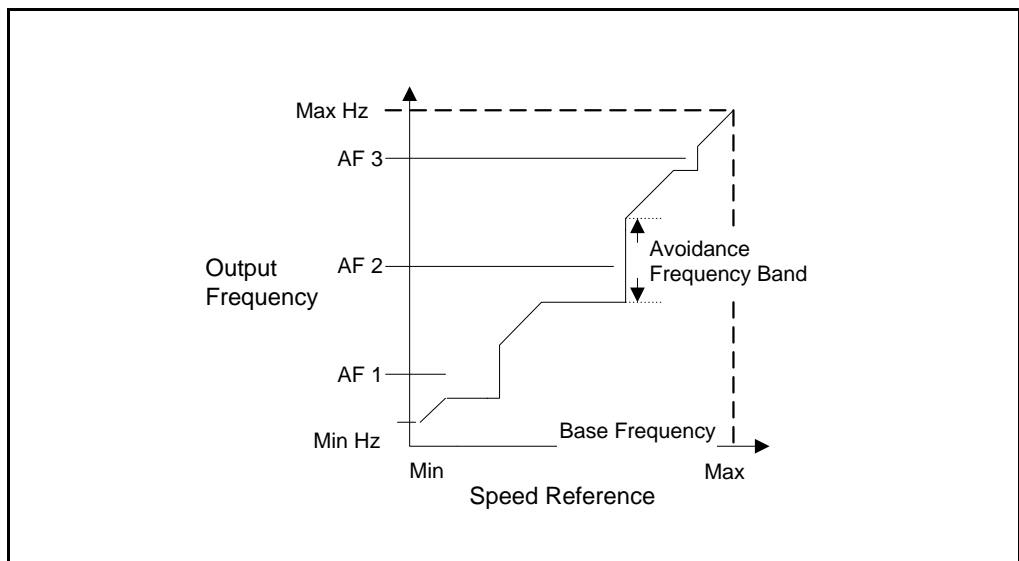 Max Hz
AF 3
Avoidance
Frequency Band
Output
Frequency
AF 2
AF 1
Min Hz
Base Frequency
Min
Max
Speed Reference